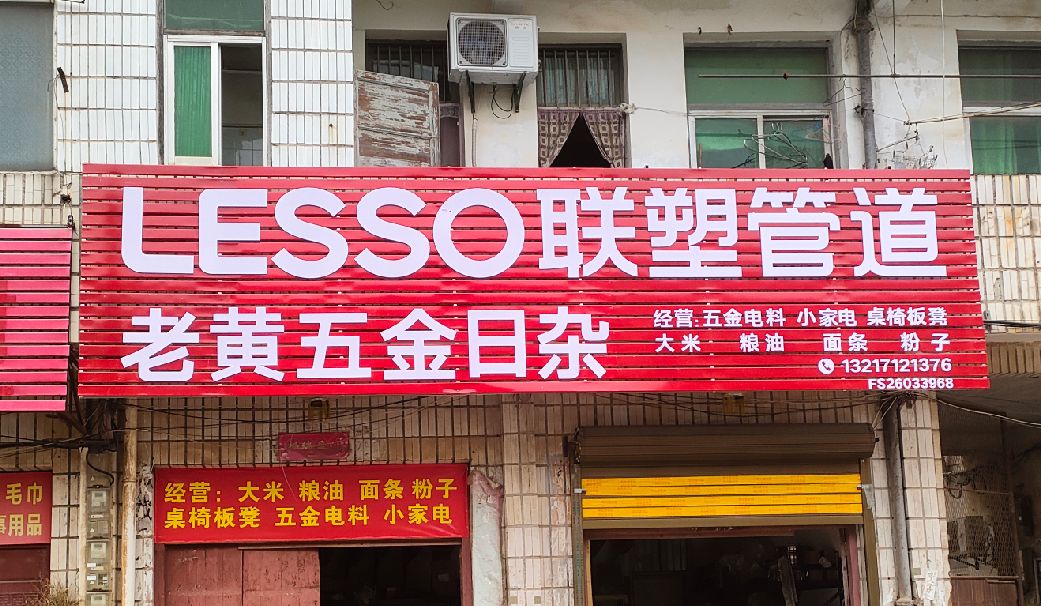 LESSO联塑管道
老黄五金日杂
经营:五金电料 小家电 桌椅板凳
大米 粮油 面条 粉子
13217121376
FS26033968
经营：大米 粮油 面条 粉子
桌椅板凳 五金电料 小家电
毛巾
用品